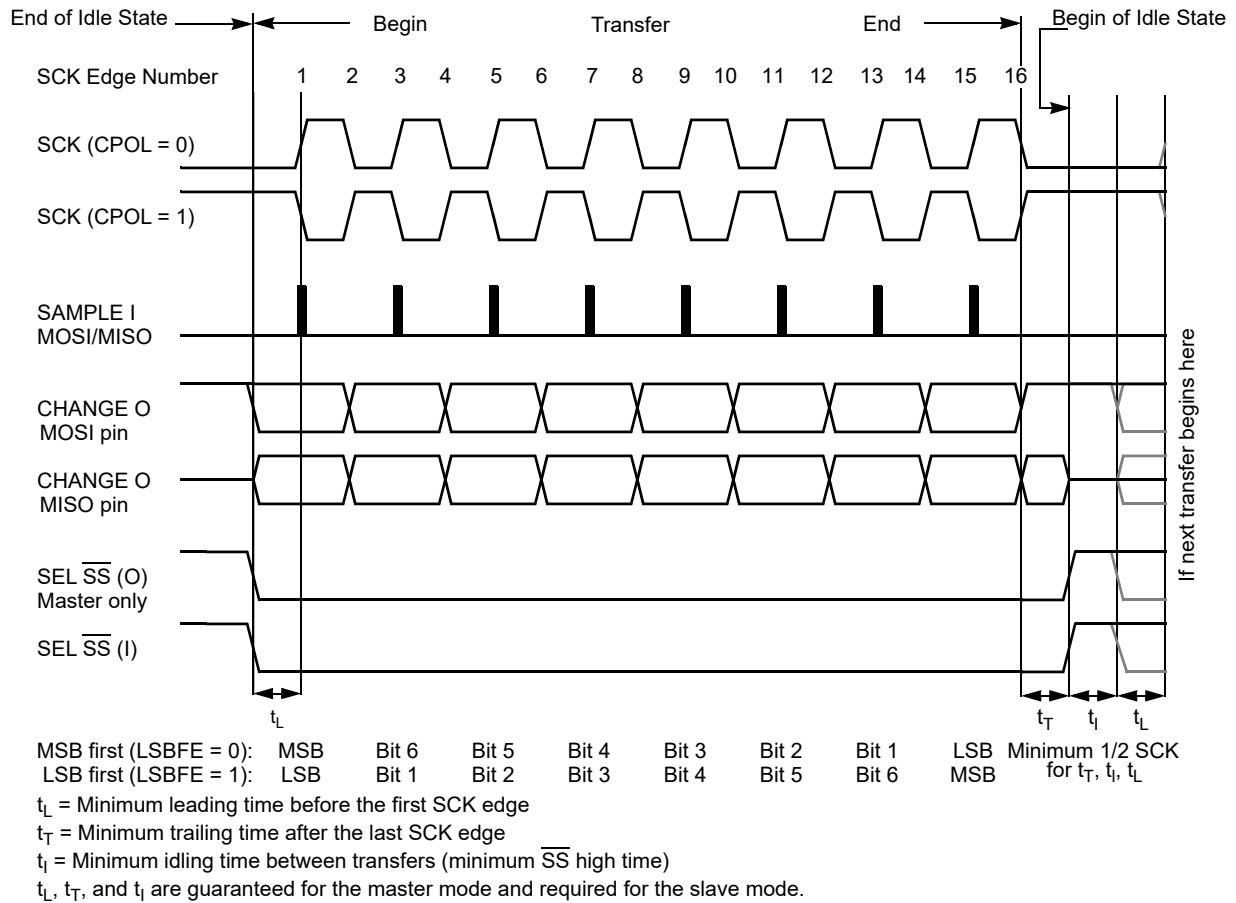 End of Idle State
Begin
Transfer
End
Begin of Idle State
SCK Edge Number
1 2 3 4 5 6 7 8 9 10 11 12 13 14 15 16
SCK (CPOL = 0)
SCK (CPOL = 1)
SAMPLE I
MOSI/MISO
CHANGE O
MOSI pin
CHANGE O
MISO pin
SEL S̅S̅ (O)
Master only
SEL S̅S̅ (I)
If next transfer begins here
tL
tT tI tL
MSB first (LSBFE = 0): MSB Bit 6 Bit 5 Bit 4 Bit 3 Bit 2 Bit 1 LSB
LSB first (LSBFE = 1): LSB Bit 1 Bit 2 Bit 3 Bit 4 Bit 5 Bit 6 MSB
Minimum 1/2 SCK
for tT, tl, tL
tL = Minimum leading time before the first SCK edge
tT = Minimum trailing time after the last SCK edge
tI = Minimum idling time between transfers (minimum S̅S̅ high time)
tL, tT, and tI are guaranteed for the master mode and required for the slave mode.